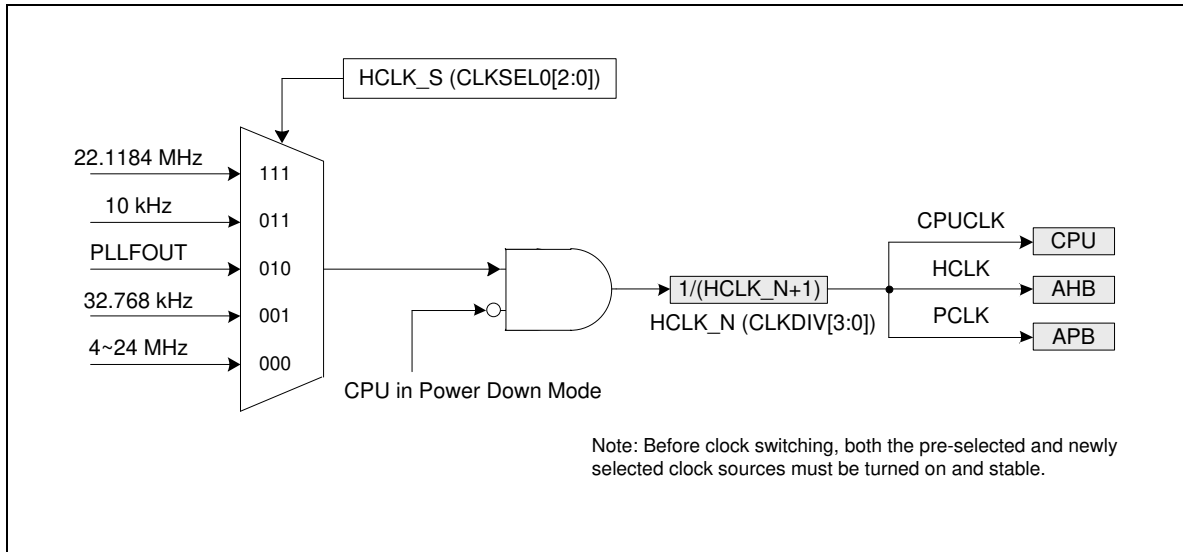 HCLK_S (CLKSEL0[2:0])
22.1184 MHz
111
10 kHz
011
PLLFOUT
010
32.768 kHz
001
4~24 MHz
000
CPU in Power Down Mode
1/(HCLK_N+1)
HCLK_N (CLKDIV[3:0])
CPUCLK
CPU
HCLK
AHB
PCLK
APB
Note: Before clock switching, both the pre-selected and newly
selected clock sources must be turned on and stable.